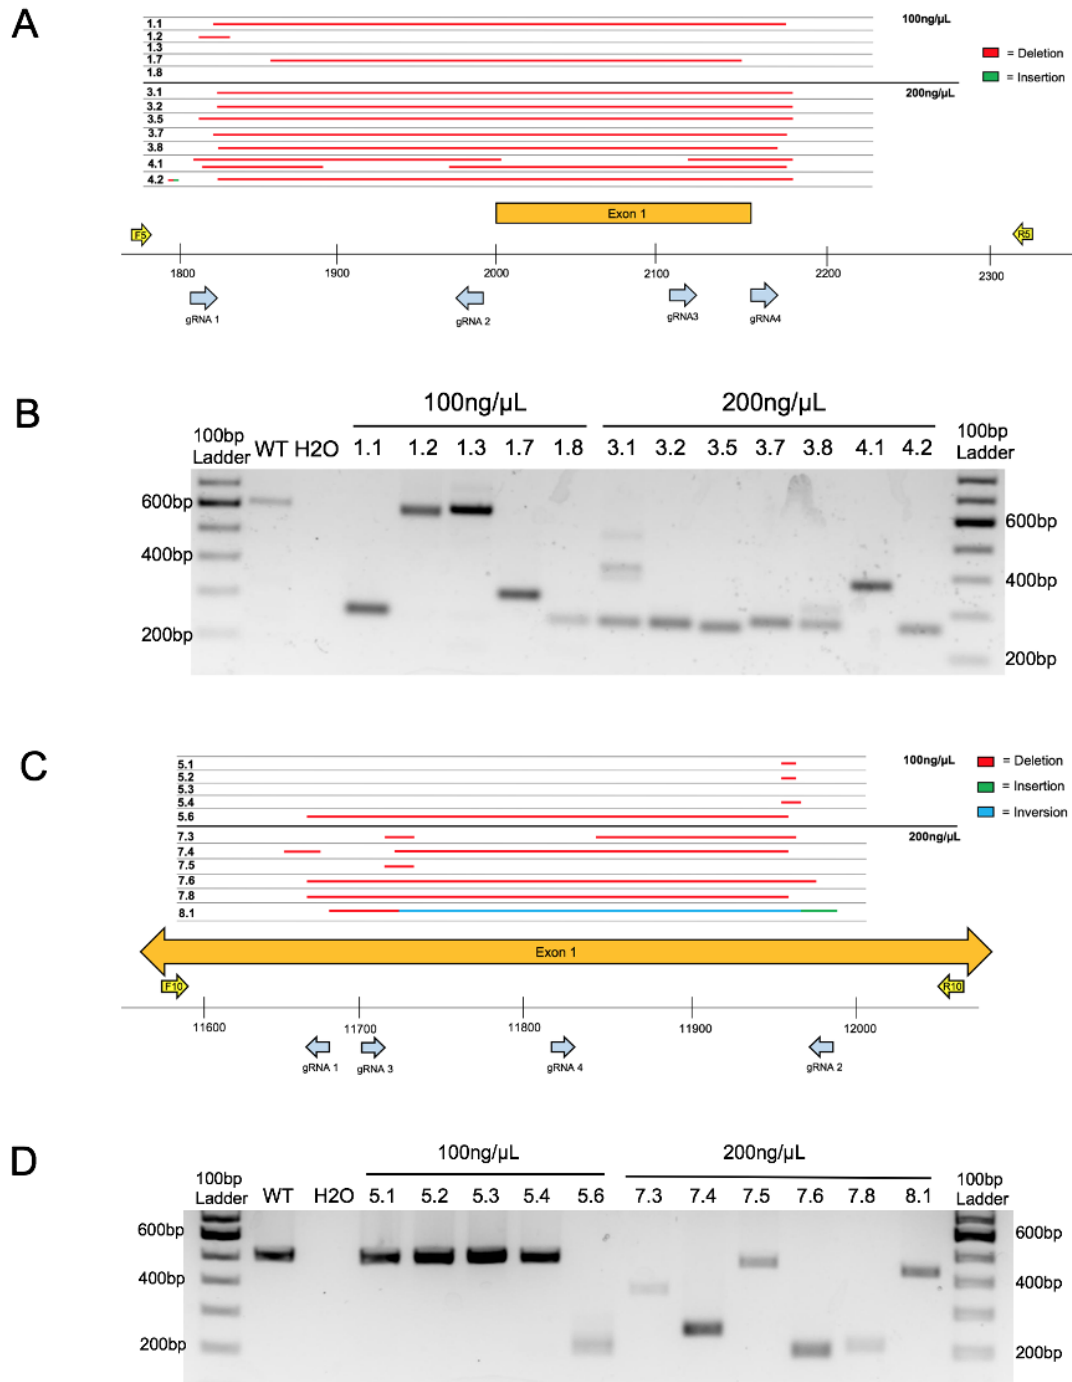 A
1.1
100ng/µL
1.2
1.3
= Deletion
1.7
1.8
= Insertion
3.1
200ng/µL
3.2
3.5
3.7
3.8
4.1
4.2
Exon 1
F5
R5
1800 1900 2000 2100 2200 2300
gRNA 1 gRNA 2 gRNA3 gRNA4
B
100ng/µL 200ng/µL
100bp
Ladder
WT H2O 1.1 1.2 1.3 1.7 1.8 3.1 3.2 3.5 3.7 3.8 4.1 4.2
100bp
Ladder
600bp
400bp
200bp
600bp
400bp
200bp
C
5.1
100ng/µL
= Deletion
5.2
5.3
= Insertion
5.4
5.6
= Inversion
7.3
200ng/µL
7.4
7.5
7.6
7.8
8.1
Exon 1
F10
R10
11600 11700 11800 11900 12000
gRNA 1 gRNA 3 gRNA 4 gRNA 2
D
100ng/µL 200ng/µL
100bp
Ladder
WT H2O 5.1 5.2 5.3 5.4 5.6 7.3 7.4 7.5 7.6 7.8 8.1
100bp
Ladder
600bp
400bp
200bp
600bp
400bp
200bp